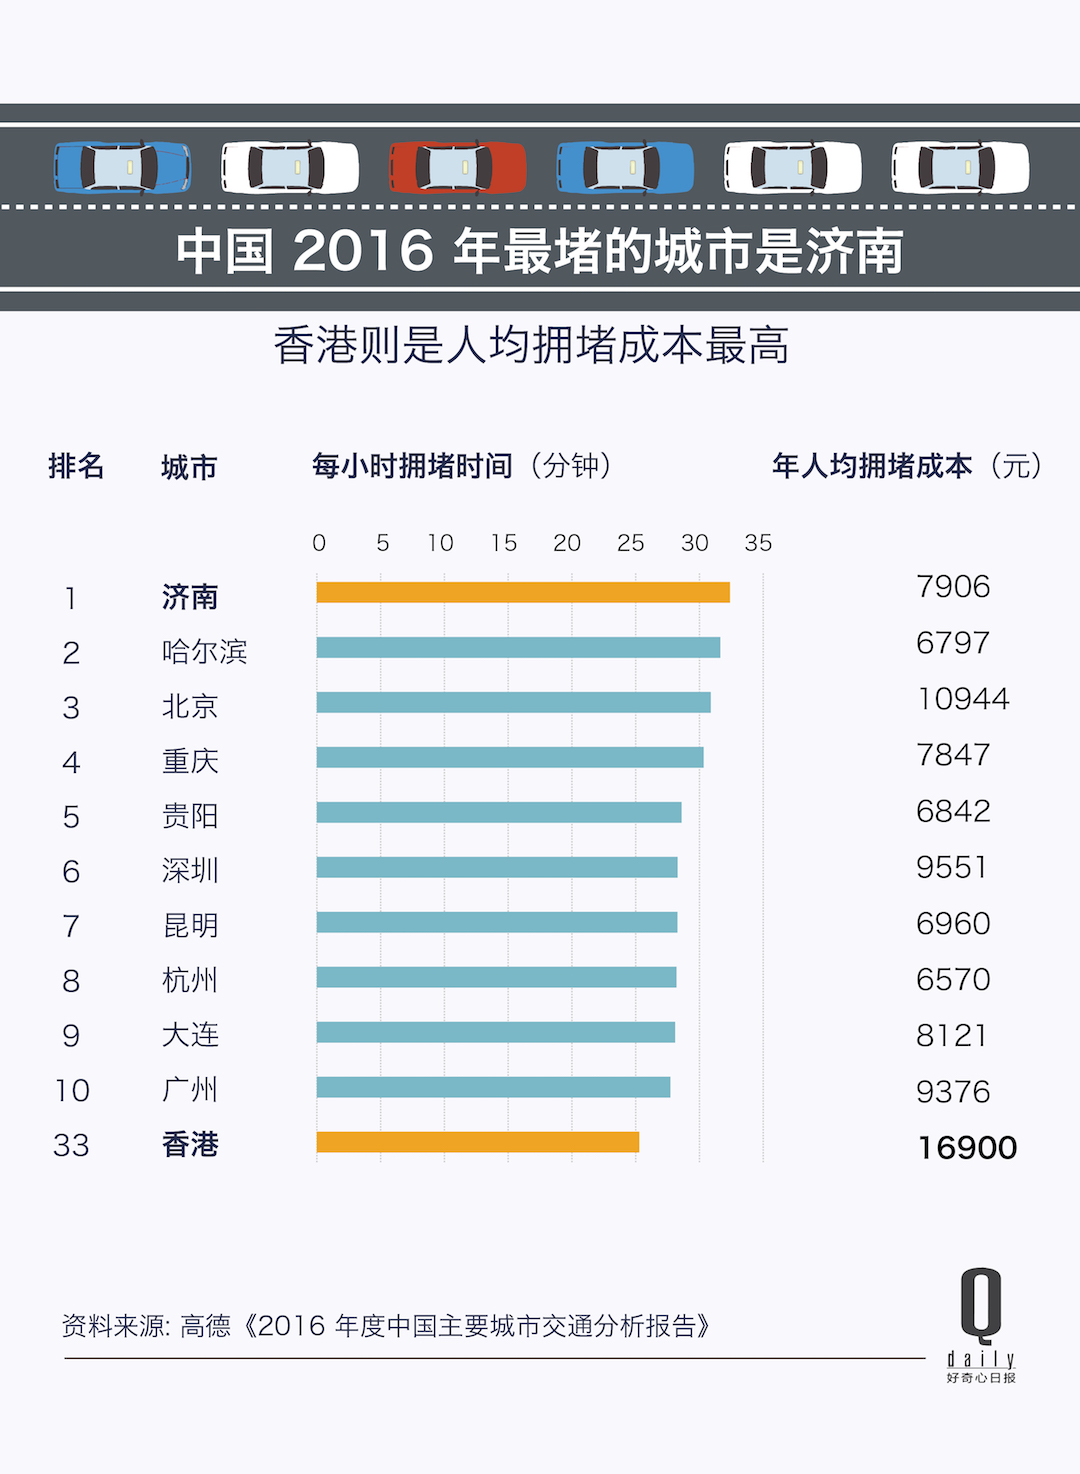 中国 2016 年最堵的城市是济南
香港则是人均拥堵成本最高
排名 城市 每小时拥堵时间（分钟） 年人均拥堵成本（元）
0 5 10 15 20 25 30 35
1 济南 7906
2 哈尔滨 6797
3 北京 10944
4 重庆 7847
5 贵阳 6842
6 深圳 9551
7 昆明 6960
8 杭州 6570
9 大连 8121
10 广州 9376
33 香港 16900
资料来源: 高德《2016 年度中国主要城市交通分析报告》
Q
daily
好奇心日报